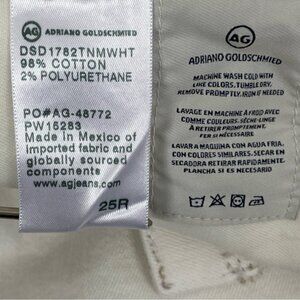 AG ADRIANO GOLDSCHMIED
DSD1782TNMWHT
98% COTTON
2% POLYURETHANE
PO#AG-48772
PW15283
Made in Mexico of
imported fabric and
globally sourced
components
www.agjeans.com
25R
AG
ADRIANO GOLDSCHMIED
MACHINE WASH COLD WITH
LIKE COLORS. TUMBLE DRY,
REMOVE PROMPTLY. IRON IF NEEDED
LAVAGE EN MACHINE À FROID AVEC
COMME COULEURS. SÈCHE-LINGE
À RETIRER PROMPTEMENT.
FER SI NÉCESSAIRE
LAVAR A MAQUINA CON AGUA FRIA.
CON COLORES SIMILARES. SECAR EN
SECADORA RETIRAR RAPIDAMENTE.
PLANCHA SI ES NECESARIO